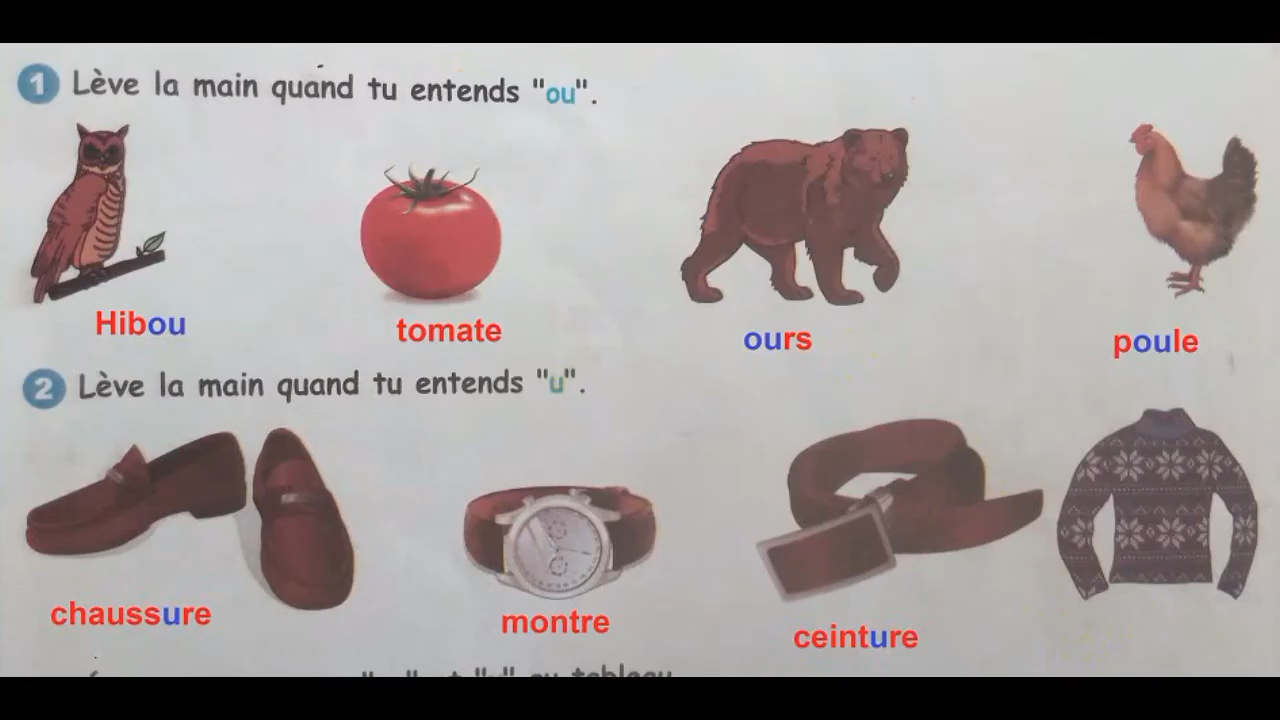 1 Lève la main quand tu entends "ou".
Hibou tomate ours poule
2 Lève la main quand tu entends "u".
chaussure montre ceinture